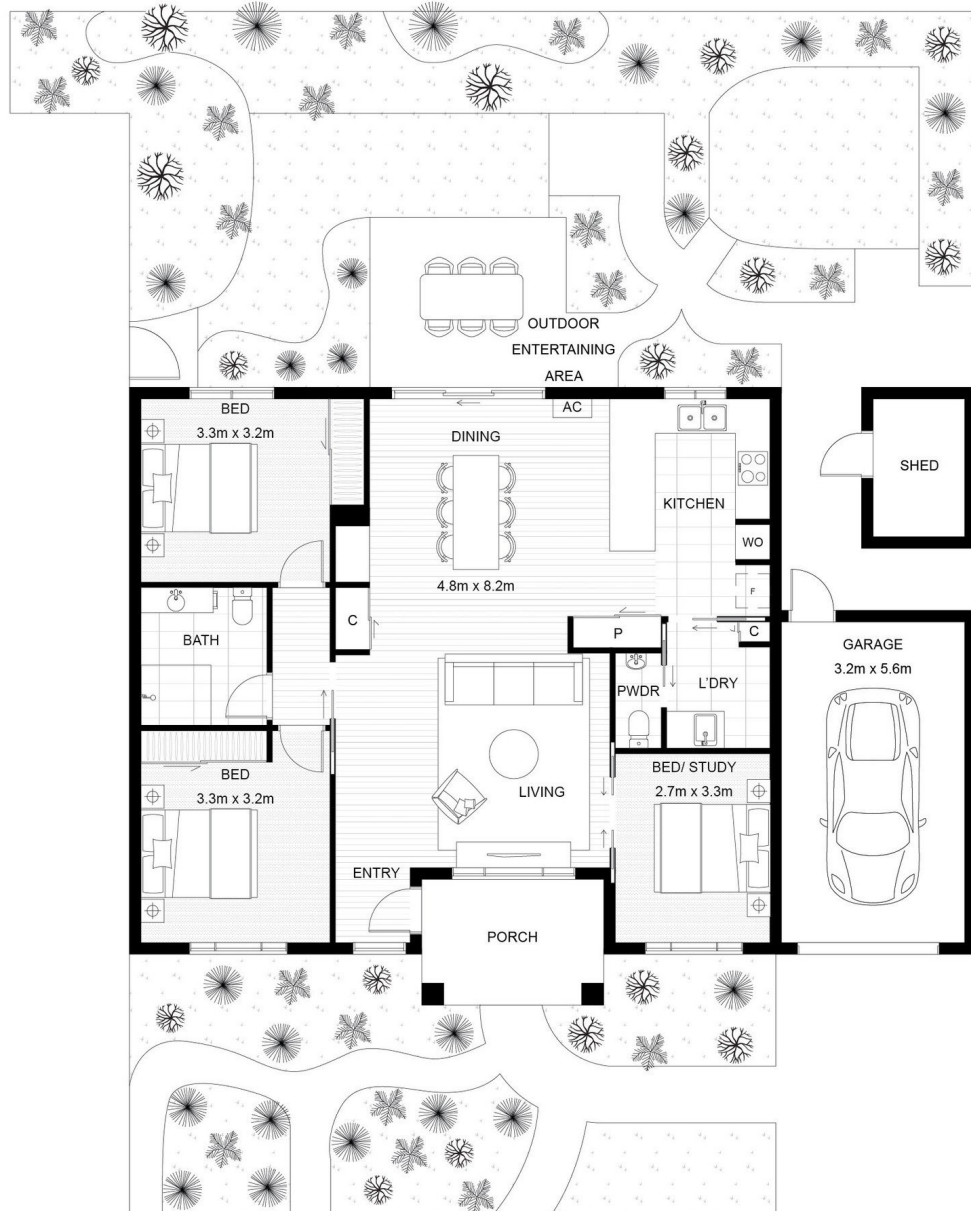 OUTDOOR
ENTERTAINING
AREA
BED
3.3m x 3.2m
AC
DINING
KITCHEN
SHED
WO
F
4.8m x 8.2m
C
BATH
P
C
GARAGE
3.2m x 5.6m
PWDR
L'DRY
BED
3.3m x 3.2m
LIVING
BED/ STUDY
2.7m x 3.3m
ENTRY
PORCH